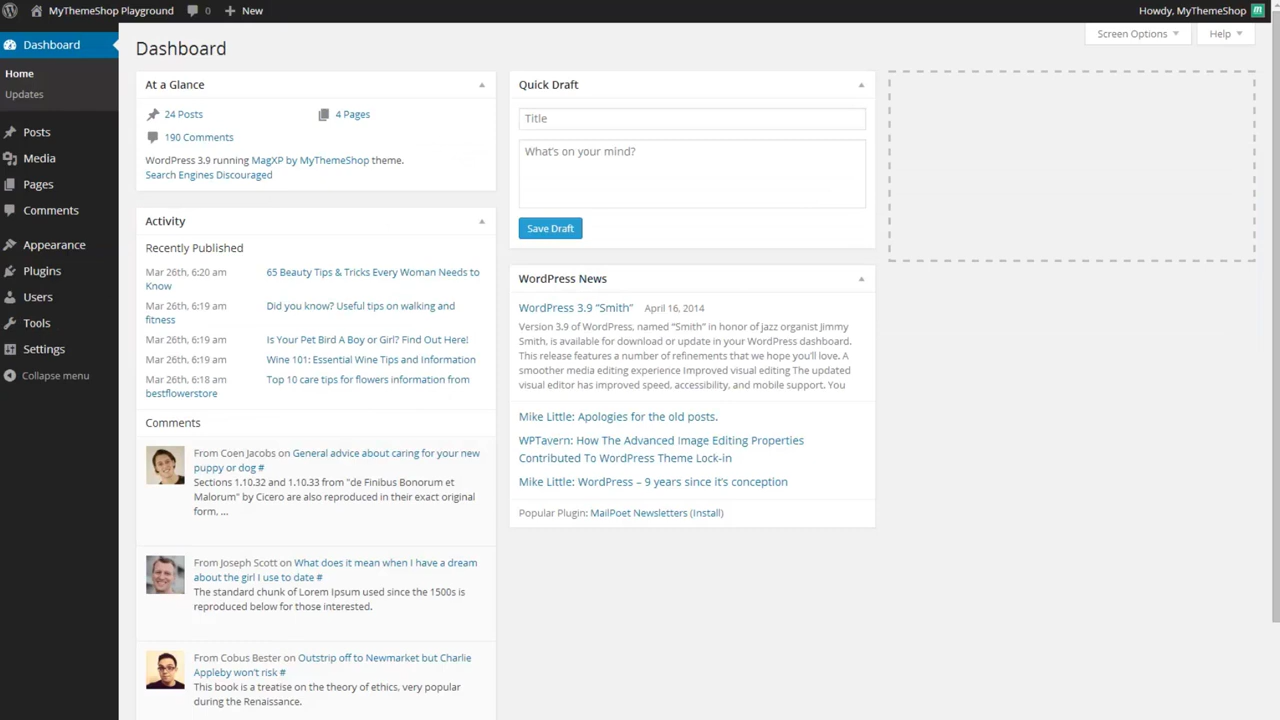 MyThemeShop Playground 0 New
Howdy, MyThemeShop m
Screen Options Help
Dashboard
Home
Updates
Posts
Media
Pages
Comments
Appearance
Plugins
Users
Tools
Settings
Collapse menu
Dashboard
At a Glance
24 Posts 4 Pages
190 Comments
WordPress 3.9 running MagXP by MyThemeShop theme.
Search Engines Discouraged
Activity
Recently Published
Mar 26th, 6:20 am 65 Beauty Tips & Tricks Every Woman Needs to
Know
Mar 26th, 6:19 am Did you know? Useful tips on walking and
fitness
Mar 26th, 6:19 am Is Your Pet Bird A Boy or Girl? Find Out Here!
Mar 26th, 6:19 am Wine 101: Essential Wine Tips and Information
Mar 26th, 6:18 am Top 10 care tips for flowers information from
bestflowerstore
Comments
From Coen Jacobs on General advice about caring for your new
puppy or dog #
Sections 1.10.32 and 1.10.33 from "de Finibus Bonorum et
Malorum" by Cicero are also reproduced in their exact original
form, ...
From Joseph Scott on What does it mean when I have a dream
about the girl I use to date #
The standard chunk of Lorem Ipsum used since the 1500s is
reproduced below for those interested.
From Cobus Bester on Outstrip off to Newmarket but Charlie
Appleby won't risk #
This book is a treatise on the theory of ethics, very popular
during the Renaissance.
Quick Draft
Title
What's on your mind?
Save Draft
WordPress News
WordPress 3.9 “Smith” April 16, 2014
Version 3.9 of WordPress, named “Smith” in honor of jazz organist Jimmy
Smith, is available for download or update in your WordPress dashboard.
This release features a number of refinements that we hope you'll love. A
smoother media editing experience Improved visual editing The updated
visual editor has improved speed, accessibility, and mobile support. You
Mike Little: Apologies for the old posts.
WPTavern: How The Advanced Image Editing Properties
Contributed To WordPress Theme Lock-in
Mike Little: WordPress – 9 years since it's conception
Popular Plugin: MailPoet Newsletters (Install)